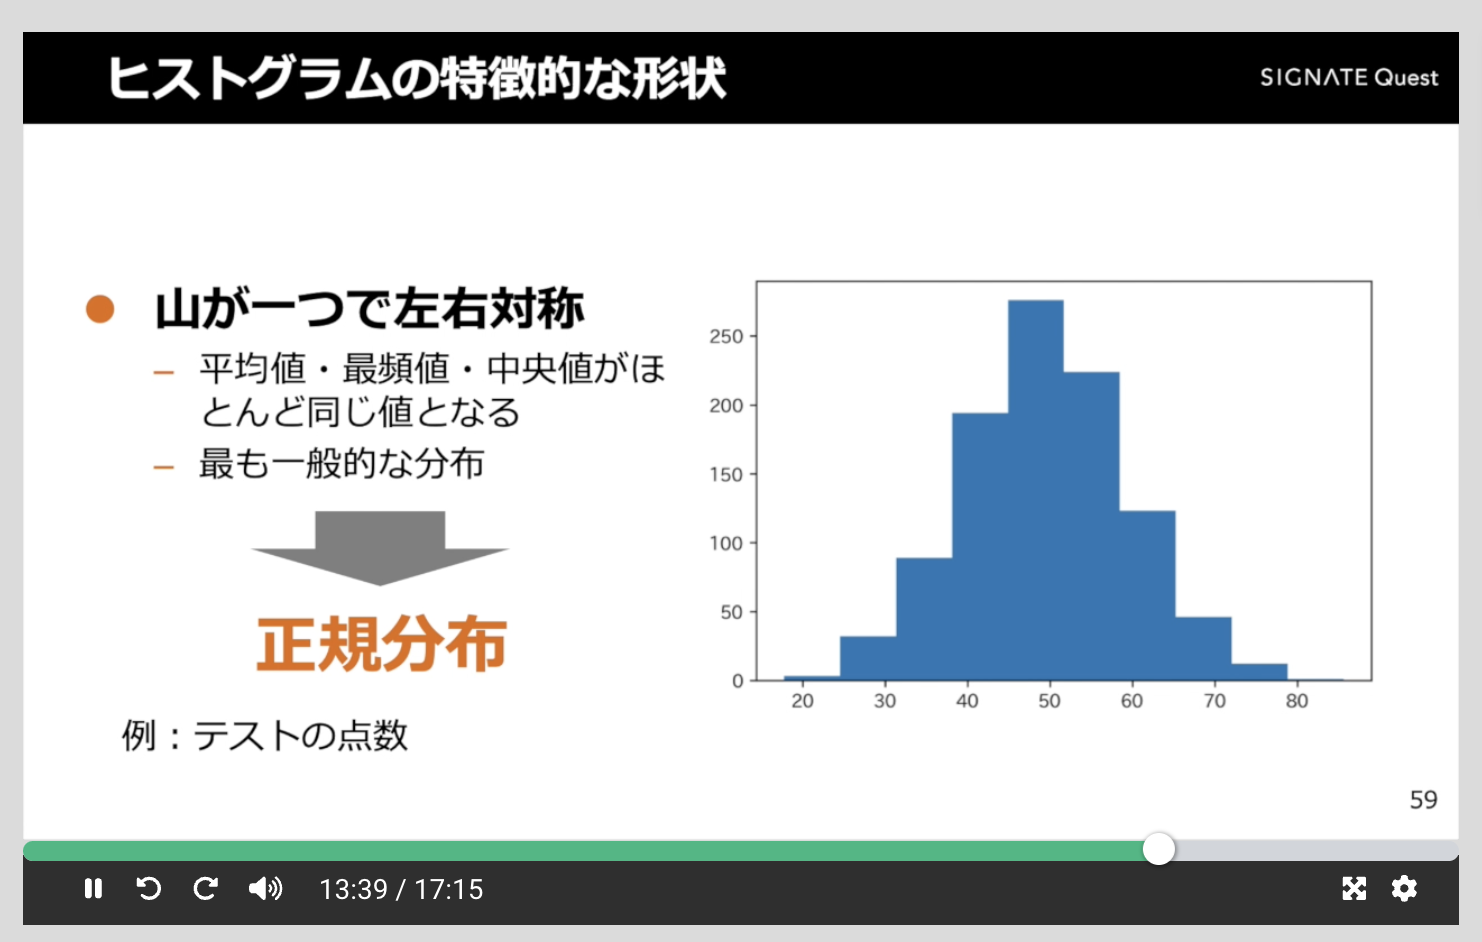 ヒストグラムの特徴的な形状
SIGNATE Quest
山が一つで左右対称
– 平均値・最頻値・中央値がほ
とんど同じ値となる
– 最も一般的な分布
正規分布
例：テストの点数
250
200
150
100
50
0
20 30 40 50 60 70 80
59
13:39 / 17:15